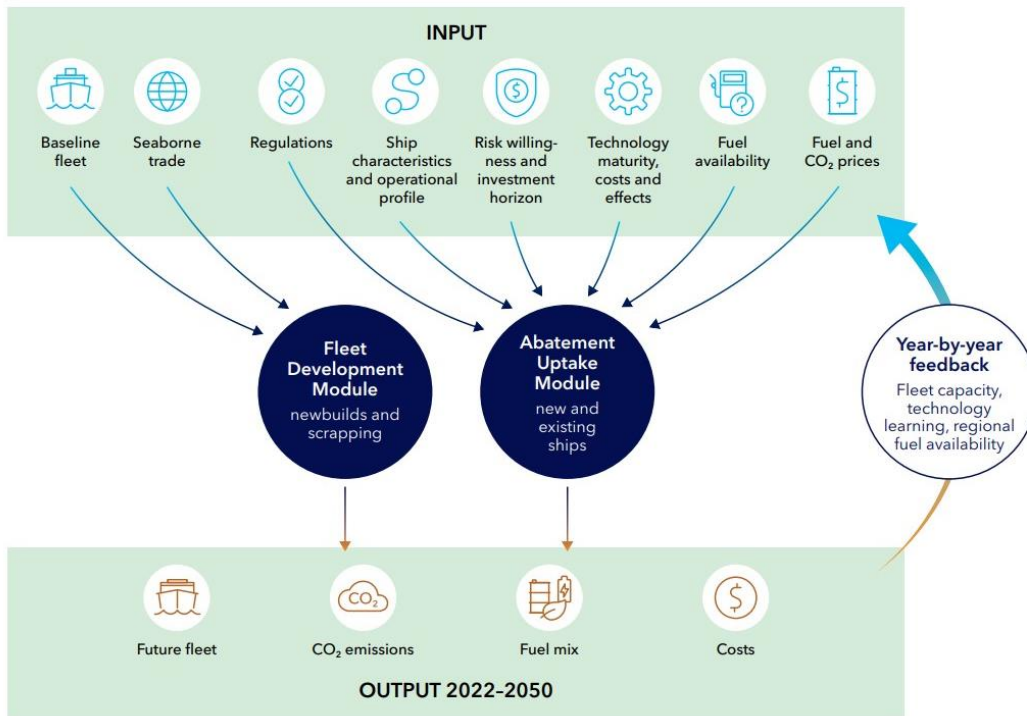 INPUT
Baseline
fleet
Seaborne
trade
Regulations
Ship
characteristics
and operational
profile
Risk willing-
ness and
investment
horizon
Technology
maturity,
costs and
effects
Fuel
availability
Fuel and
CO₂ prices
Fleet
Development
Module
newbuilds and
scrapping
Abatement
Uptake
Module
new and
existing
ships
Year-by-year
feedback
Fleet capacity,
technology
learning, regional
fuel availability
CO₂
Future fleet
CO₂ emissions
Fuel mix
Costs
OUTPUT 2022–2050